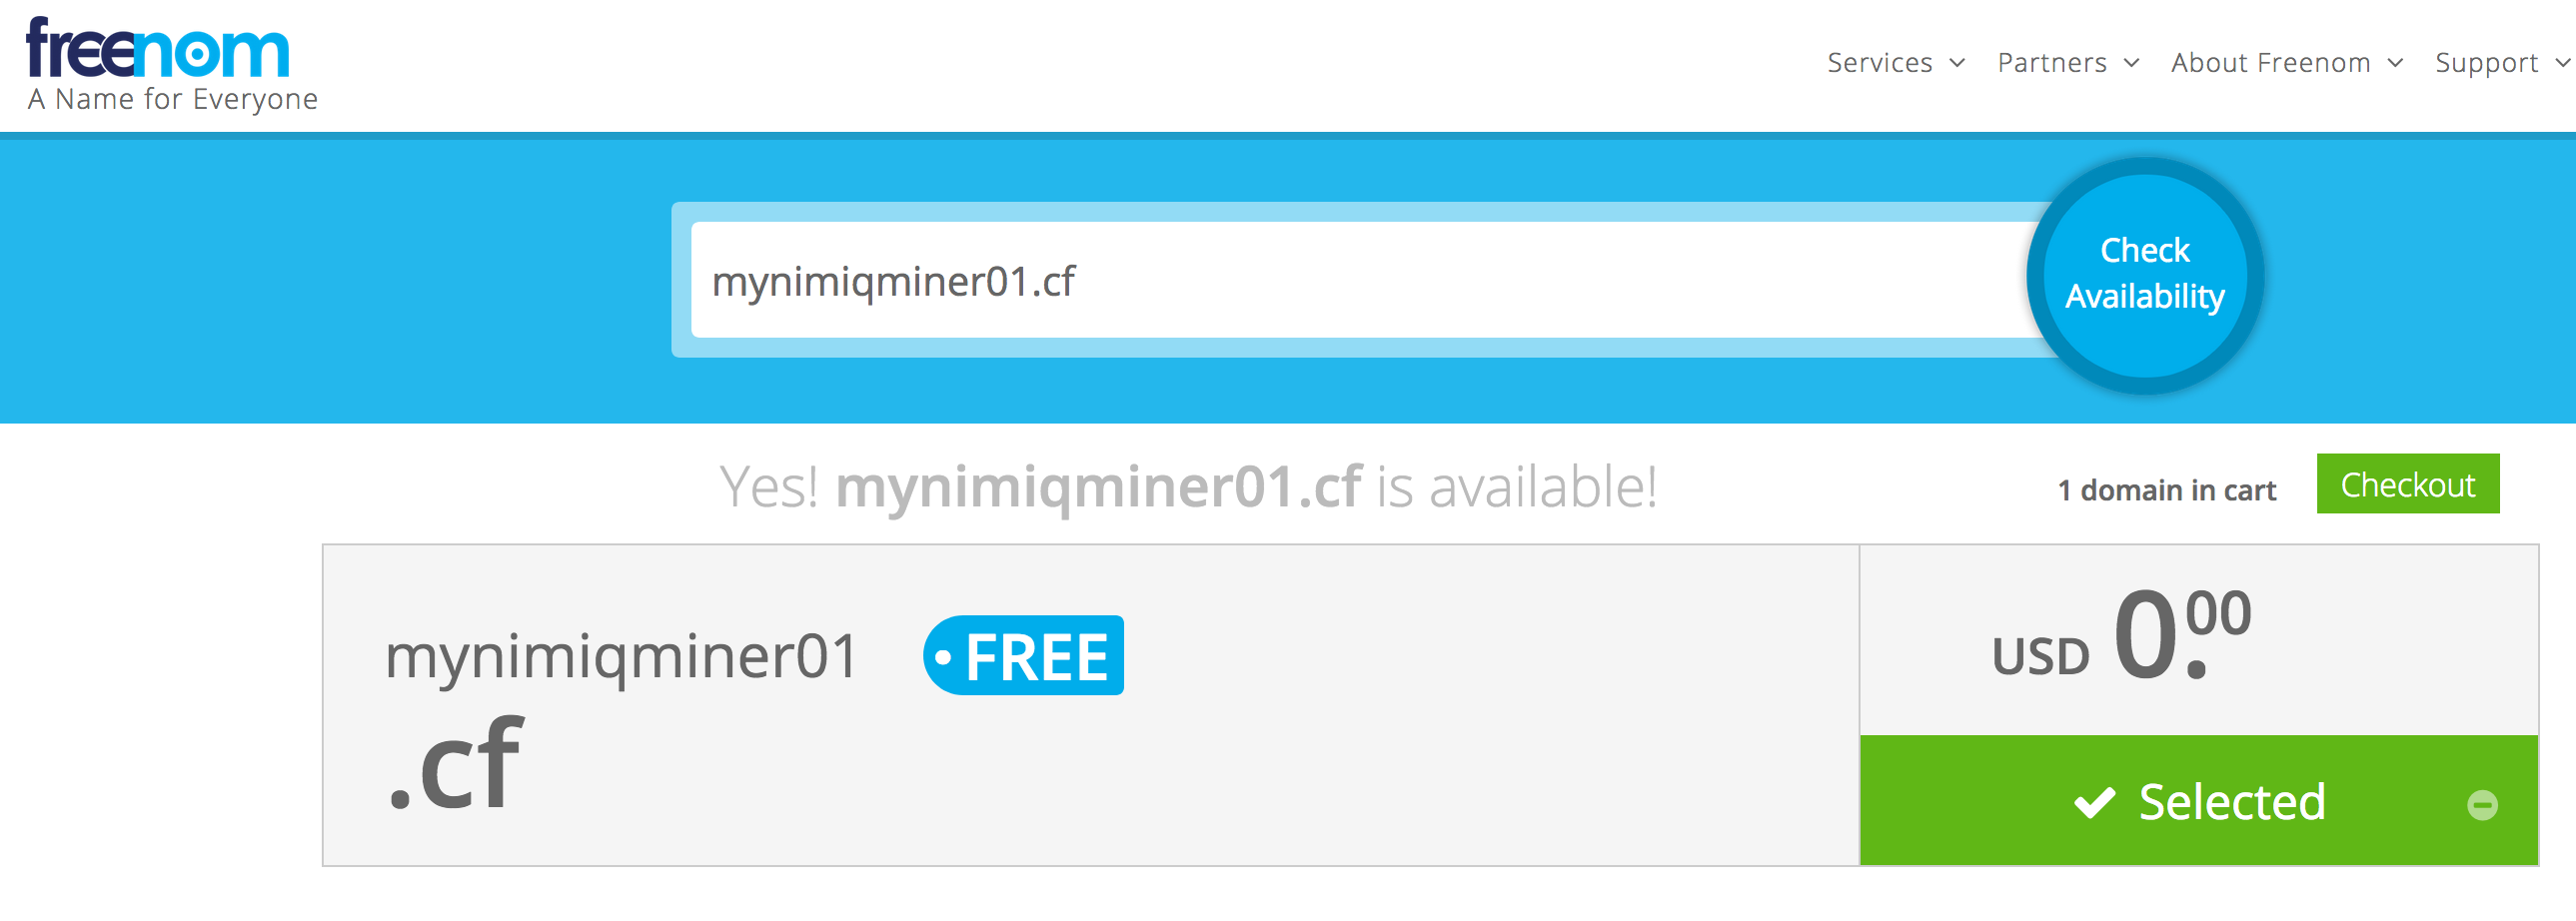 freenom
A Name for Everyone
Services Partners About Freenom Support
mynimiqminer01.cf
Check
Availability
Yes! mynimiqminer01.cf is available!
1 domain in cart
Checkout
mynimiqminer01
FREE
.cf
USD 0.00
Selected